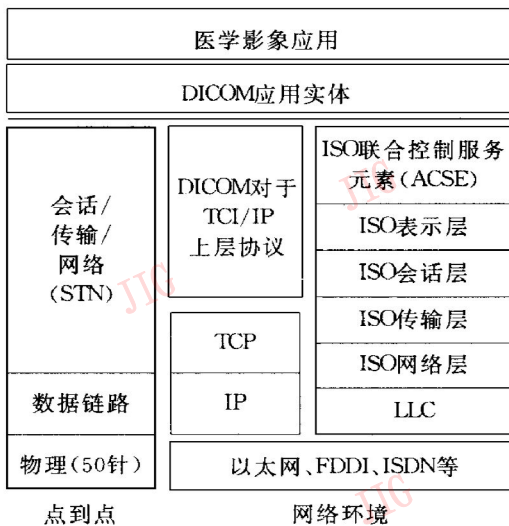 医学影象应用
DICOM应用实体
会话/
传输/
网络
(STN)
数据链路
物理(50针)
点到点
DICOM对于
TCI/IP
上层协议
TCP
IP
ISO联合控制服务
元素(ACSE)
ISO表示层
ISO会话层
ISO传输层
ISO网络层
LLC
以太网、FDDI、ISDN等
网络环境
JIG
JIG
JIG